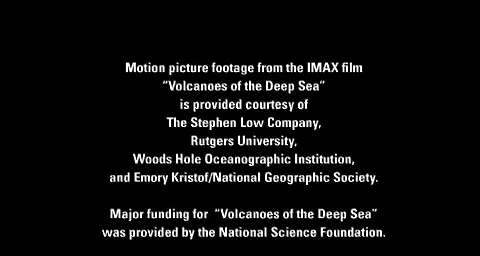 Motion picture footage from the IMAX film
“Volcanoes of the Deep Sea”
is provided courtesy of
The Stephen Low Company,
Rutgers University,
Woods Hole Oceanographic Institution,
and Emory Kristof/National Geographic Society.
Major funding for “Volcanoes of the Deep Sea”
was provided by the National Science Foundation.